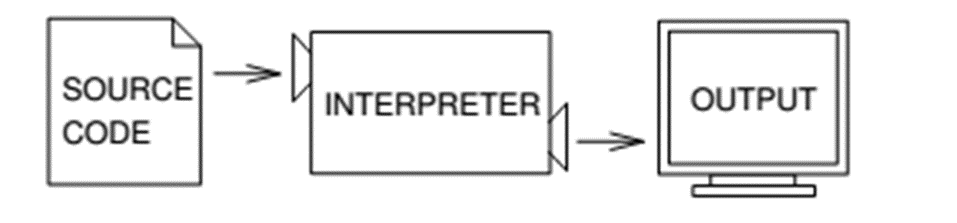 SOURCE
CODE
INTERPRETER
OUTPUT